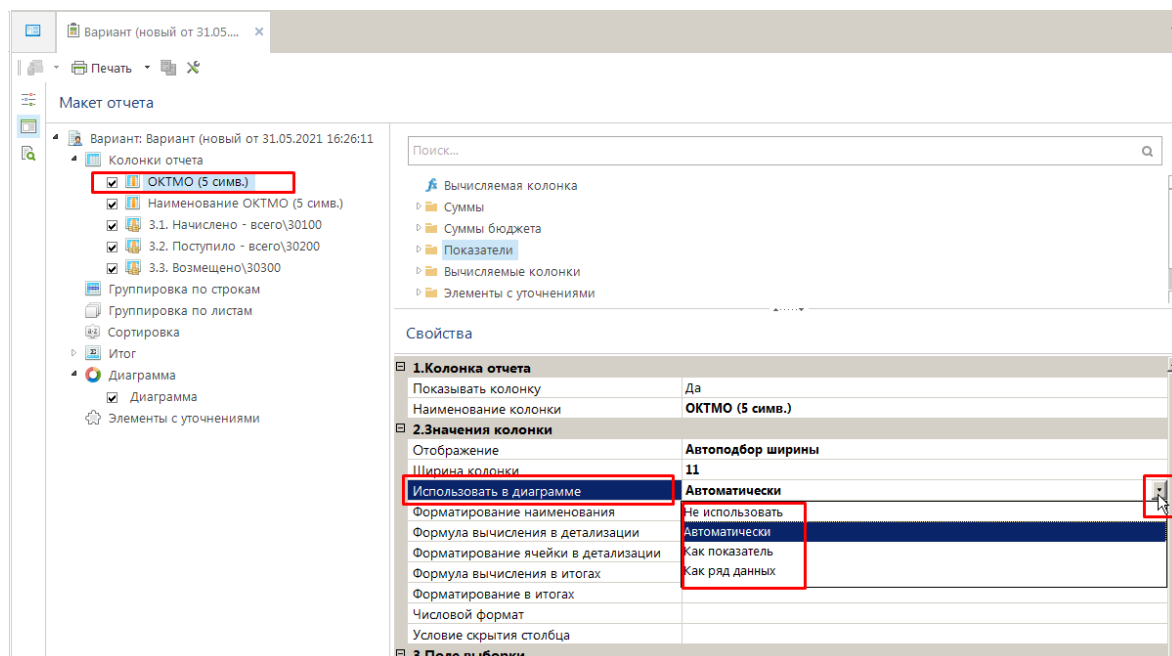 Вариант (новый от 31.05....
Печать
Макет отчета
Вариант: Вариант (новый от 31.05.2021 16:26:11
Колонки отчета
ОКТМО (5 симв.)
Наименование ОКТМО (5 симв.)
3.1. Начислено - всего\30100
3.2. Поступило - всего\30200
3.3. Возмещено\30300
Группировка по строкам
Группировка по листам
Сортировка
Итог
Диаграмма
Диаграмма
Элементы с уточнениями
Поиск...
Вычисляемая колонка
Суммы
Суммы бюджета
Показатели
Вычисляемые колонки
Элементы с уточнениями
Свойства
1.Колонка отчета
Показывать колонку Да
Наименование колонки ОКТМО (5 симв.)
2.Значения колонки
Отображение Автоподбор ширины
Ширина колонки 11
Использовать в диаграмме Автоматически
Форматирование наименования Не использовать
Формула вычисления в детализации Автоматически
Форматирование ячейки в детализации Как показатель
Формула вычисления в итогах Как ряд данных
Форматирование в итогах
Числовой формат
Условие скрытия столбца
3.Поле выборки